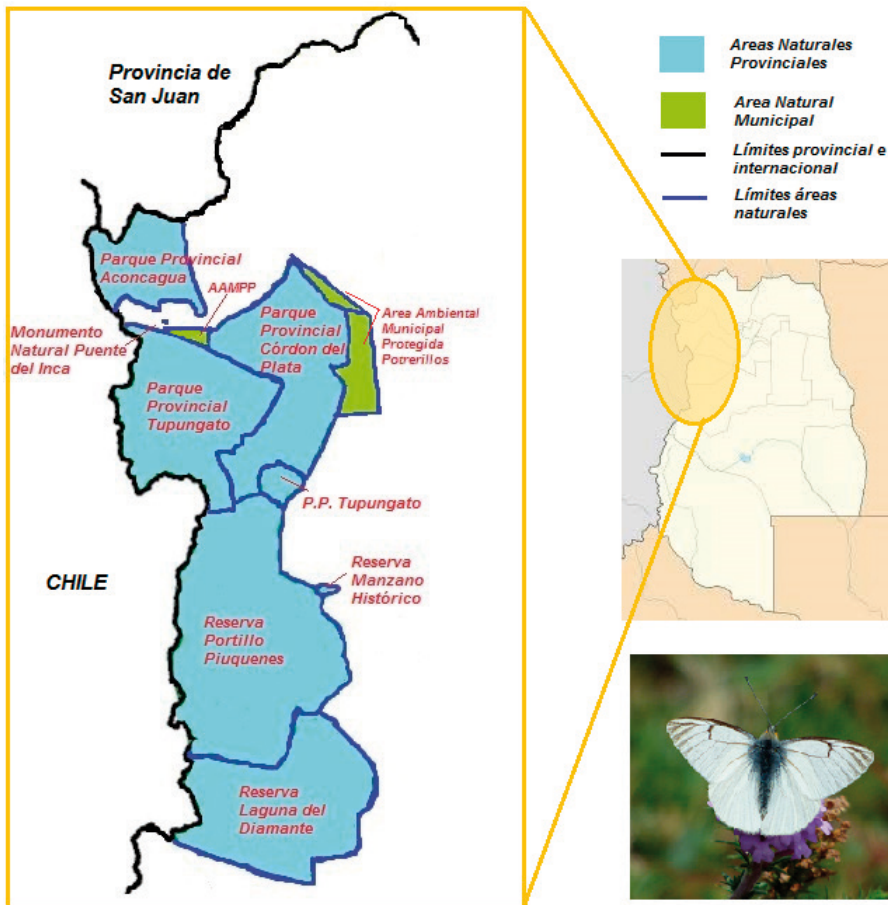 Provincia de
San Juan
Parque Provincial
Aconcagua
AAMPP
Monumento
Natural Puente
del Inca
Parque
Provincial
Córdon del
Plata
Area Ambiental
Municipal
Protegida
Potrerillos
Parque
Provincial
Tupungato
P.P. Tupungato
CHILE
Reserva
Manzano
Histórico
Reserva
Portillo
Piuquenes
Reserva
Laguna del
Diamante
Areas Naturales
Provinciales
Area Natural
Municipal
Límites provincial e
internacional
Límites áreas
naturales